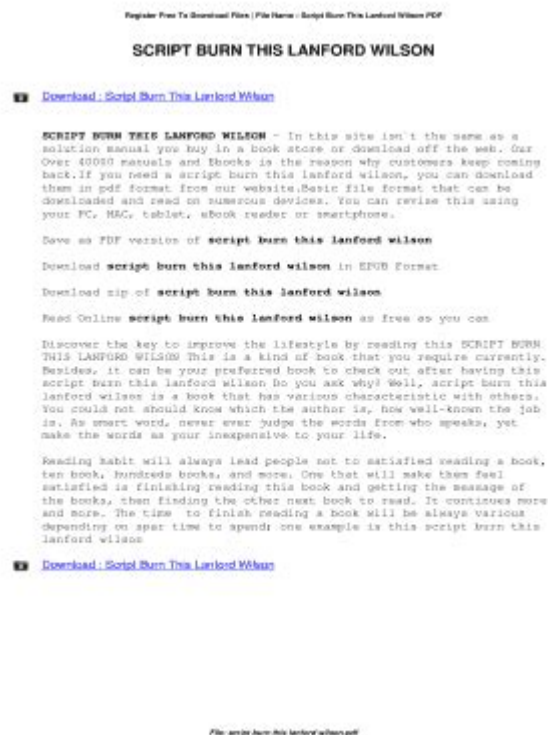 Register Free To Download Files | File Name : Script Burn This Lanford Wilson PDF
SCRIPT BURN THIS LANFORD WILSON
Download : Script Burn This Lanford Wilson
SCRIPT BURN THIS LANFORD WILSON - In this site isn`t the same as a
solution manual you buy in a book store or download off the web. Our
Over 40000 manuals and Ebooks is the reason why customers keep coming
back.If you need a script burn this lanford wilson, you can download
them in pdf format from our website.Basic file format that can be
downloaded and read on numerous devices. You can revise this using
your PC, MAC, tablet, eBook reader or smartphone.
Save as PDF version of script burn this lanford wilson
Download script burn this lanford wilson in EPUB Format
Download zip of script burn this lanford wilson
Read Online script burn this lanford wilson as free as you can
Discover the key to improve the lifestyle by reading this SCRIPT BURN
THIS LANFORD WILSON This is a kind of book that you require currently.
Besides, it can be your preferred book to check out after having this
script burn this lanford wilson Do you ask why? Well, script burn this
lanford wilson is a book that has various characteristic with others.
You could not should know which the author is, how well-known the job
is. As smart word, never ever judge the words from who speaks, yet
make the words as your inexpensive to your life.
Reading habit will always lead people not to satisfied reading a book,
ten book, hundreds books, and more. One that will make them feel
satisfied is finishing reading this book and getting the message of
the books, then finding the other next book to read. It continues more
and more. The time to finish reading a book will be always various
depending on spar time to spend; one example is this script burn this
lanford wilson
Download : Script Burn This Lanford Wilson
File: script burn this lanford wilson.pdf